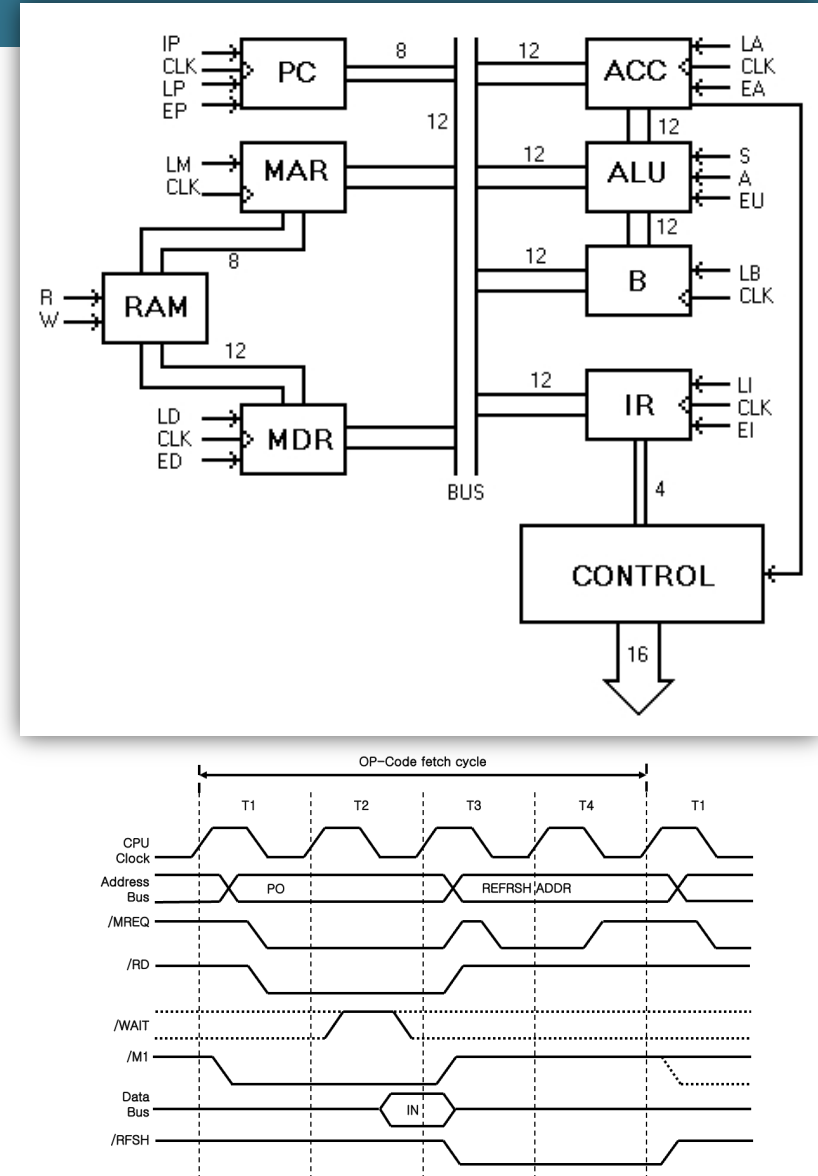 IP
CLK
LP
EP
PC
8
12
ACC
LA
CLK
EA
12
12
LM
CLK
MAR
12
ALU
S
A
EU
8
12
R
W
RAM
12
B
LB
CLK
12
LD
CLK
ED
MDR
12
IR
LI
CLK
EI
BUS
4
CONTROL
16
OP-Code fetch cycle
T1 T2 T3 T4 T1
CPU
Clock
Address
Bus
PO REFRSH ADDR
/MREQ
/RD
/WAIT
/M1
Data
Bus
IN
/RFSH